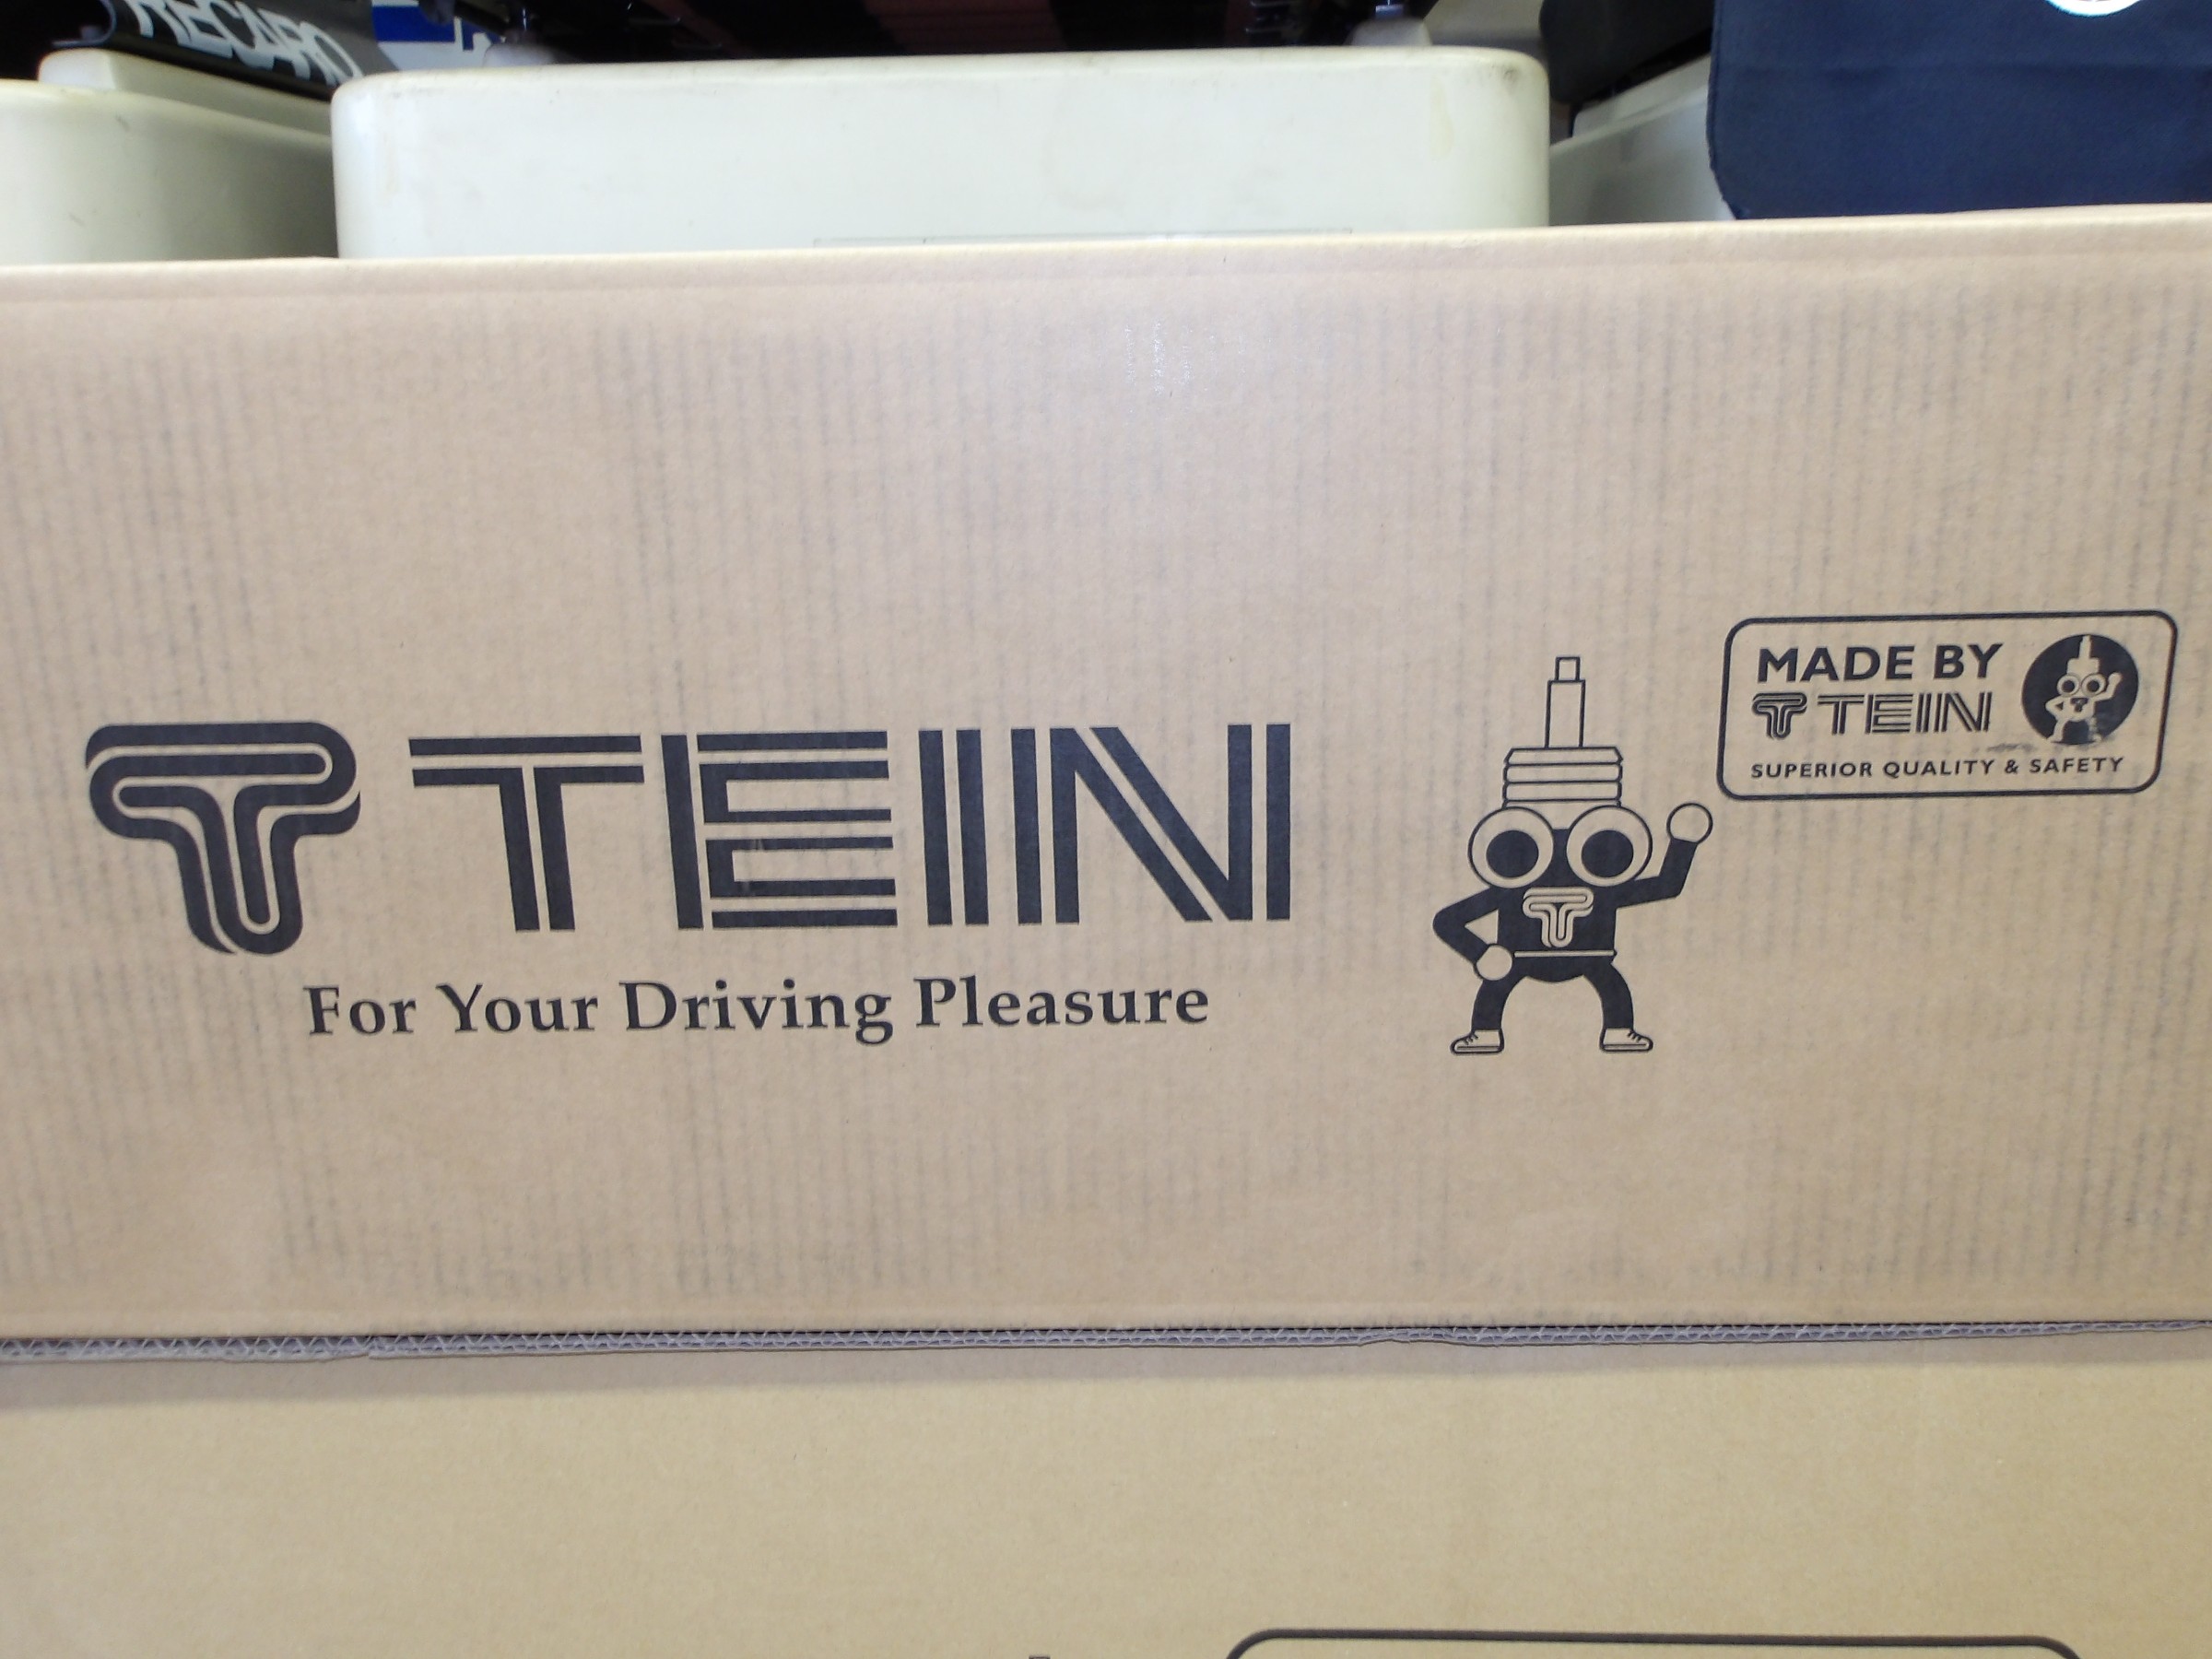 RECARO
TEIN
For Your Driving Pleasure
MADE BY
TEIN
SUPERIOR QUALITY & SAFETY